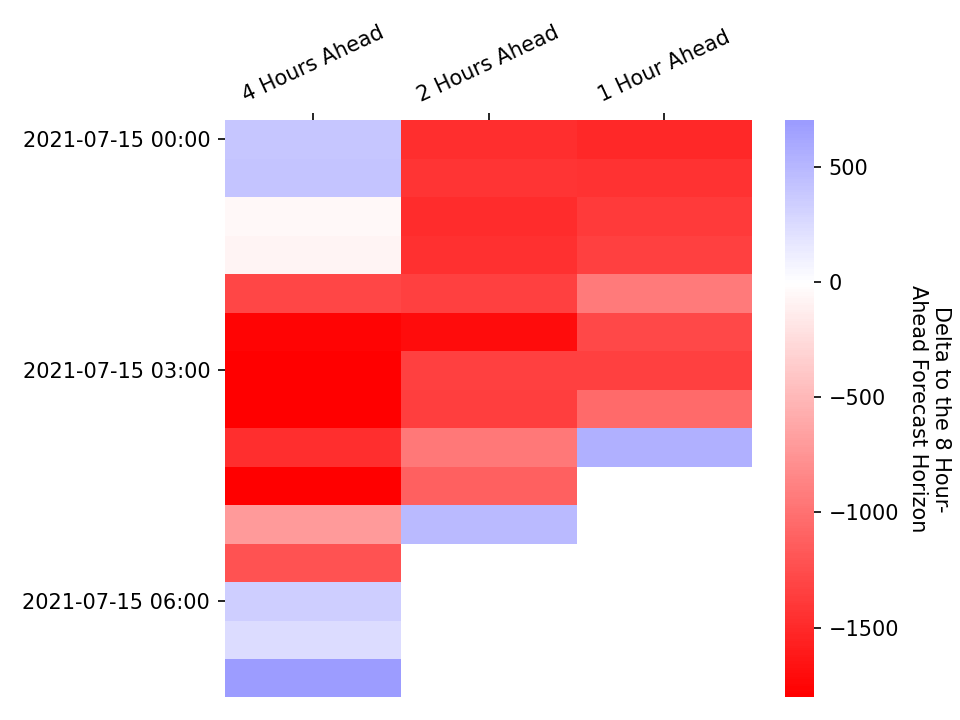 4 Hours Ahead
2 Hours Ahead
1 Hour Ahead
2021-07-15 00:00
2021-07-15 03:00
2021-07-15 06:00
500
0
−500
−1000
−1500
Delta to the 8 Hour-
Ahead Forecast Horizon